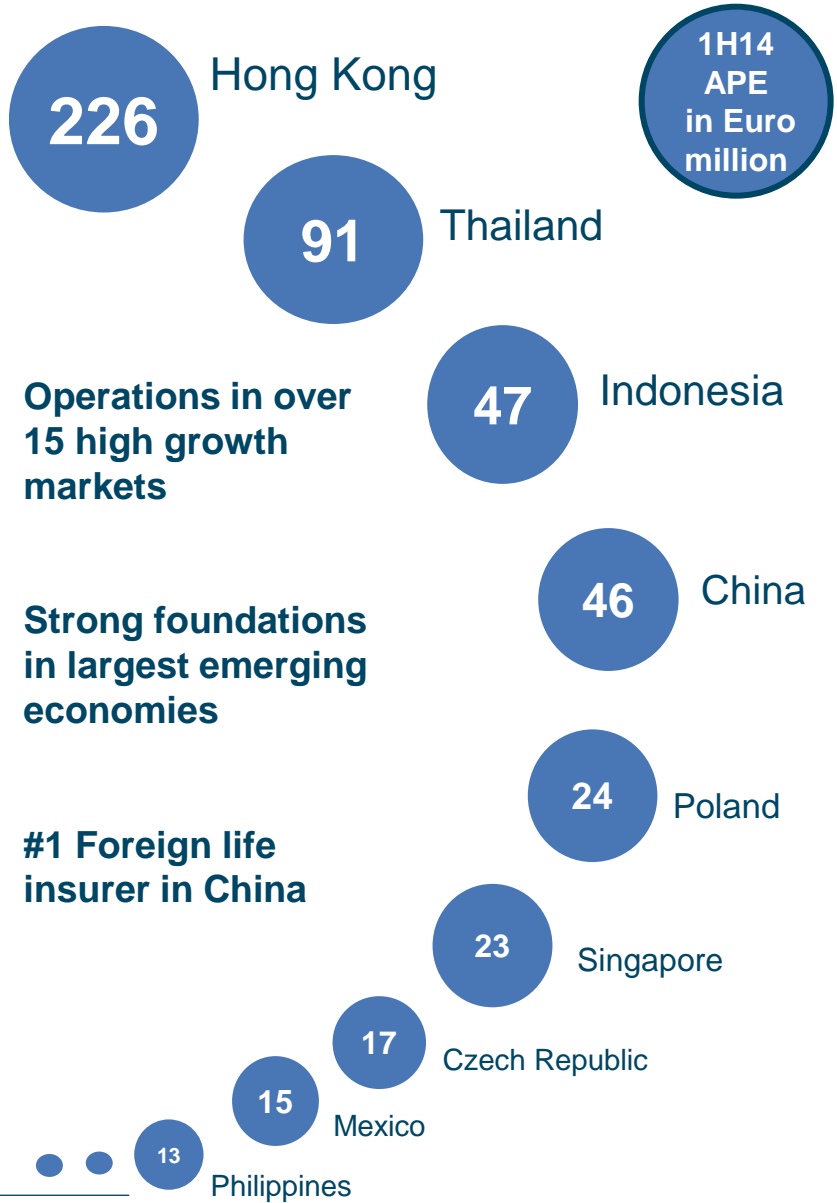 226
Hong Kong
1H14
APE
in Euro
million
91
Thailand
Operations in over
15 high growth
markets
47
Indonesia
46
China
Strong foundations
in largest emerging
economies
24
Poland
#1 Foreign life
insurer in China
23
Singapore
17
Czech Republic
15
Mexico
13
Philippines